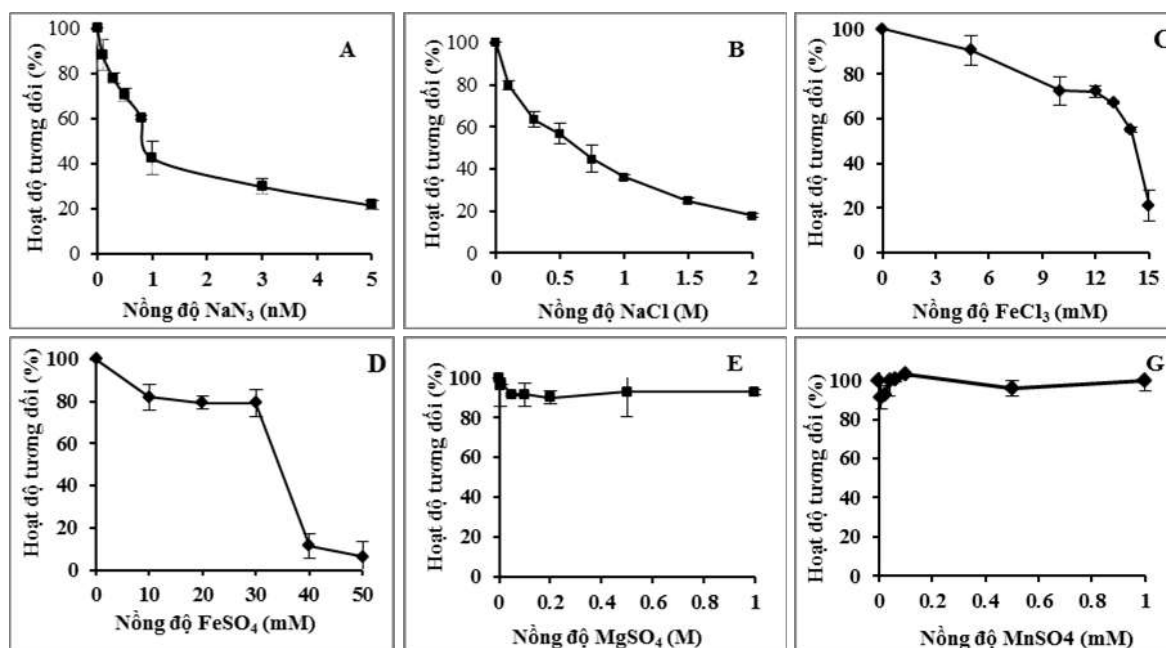 A
Hoạt độ tương dối (%)
100
80
60
40
20
0
0 1 2 3 4 5
Nồng độ NaN₃ (nM)
B
Hoạt độ tương dối (%)
100
80
60
40
20
0
0 0.5 1 1.5 2
Nồng độ NaCl (M)
C
Hoạt độ tương dối (%)
100
80
60
40
20
0
0 3 6 9 12 15
Nồng độ FeCl₃ (mM)
D
Hoạt độ tương dối (%)
100
80
60
40
20
0
0 10 20 30 40 50
Nồng độ FeSO₄ (mM)
E
Hoạt độ tương dối (%)
100
80
60
40
20
0
0 0.2 0.4 0.6 0.8 1
Nồng độ MgSO₄ (M)
G
Hoạt độ tương dối (%)
100
80
60
40
20
0
0 0.2 0.4 0.6 0.8 1
Nồng độ MnSO4 (mM)